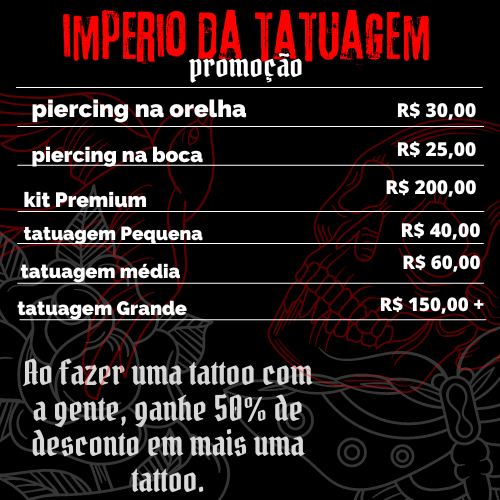 IMPERIO DA TATUAGEM
promoção
piercing na orelha R$ 30,00
piercing na boca R$ 25,00
kit Premium R$ 200,00
tatuagem Pequena R$ 40,00
tatuagem média R$ 60,00
tatuagem Grande R$ 150,00 +
Ao fazer uma tattoo com
a gente, ganhe 50% de
desconto em mais uma
tattoo.